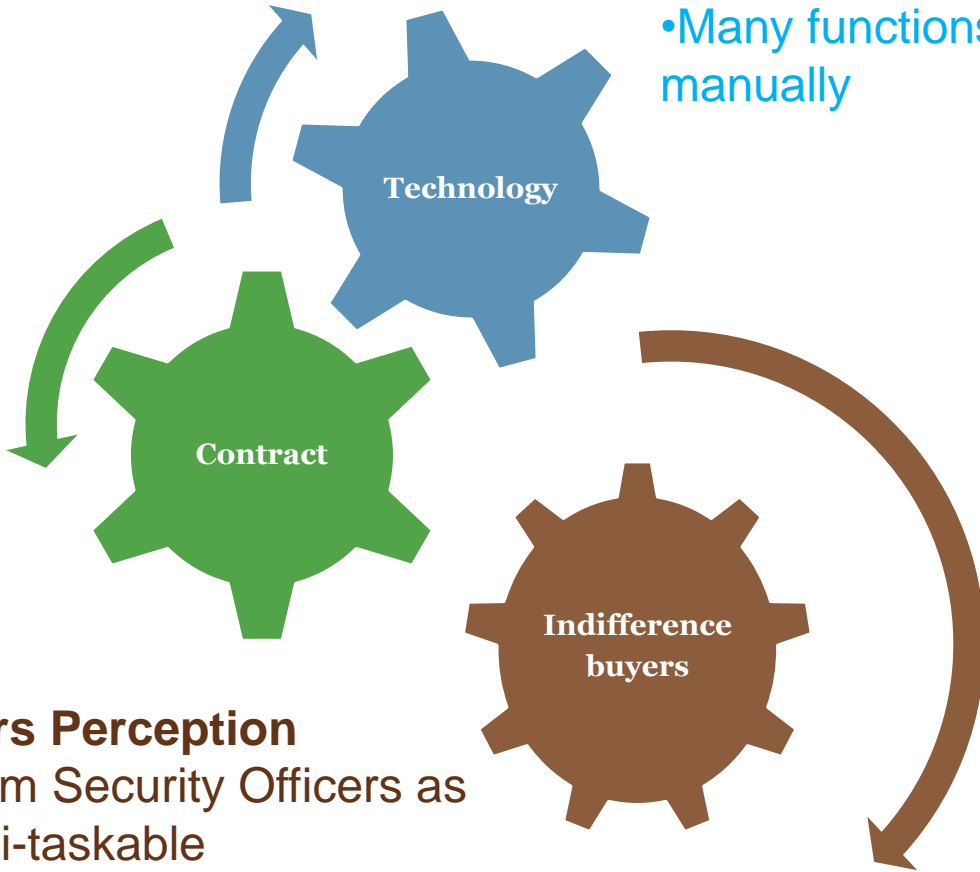 •Many functions
manually
Technology
Contract
Indifference
buyers
rs Perception
m Security Officers as
i-taskable